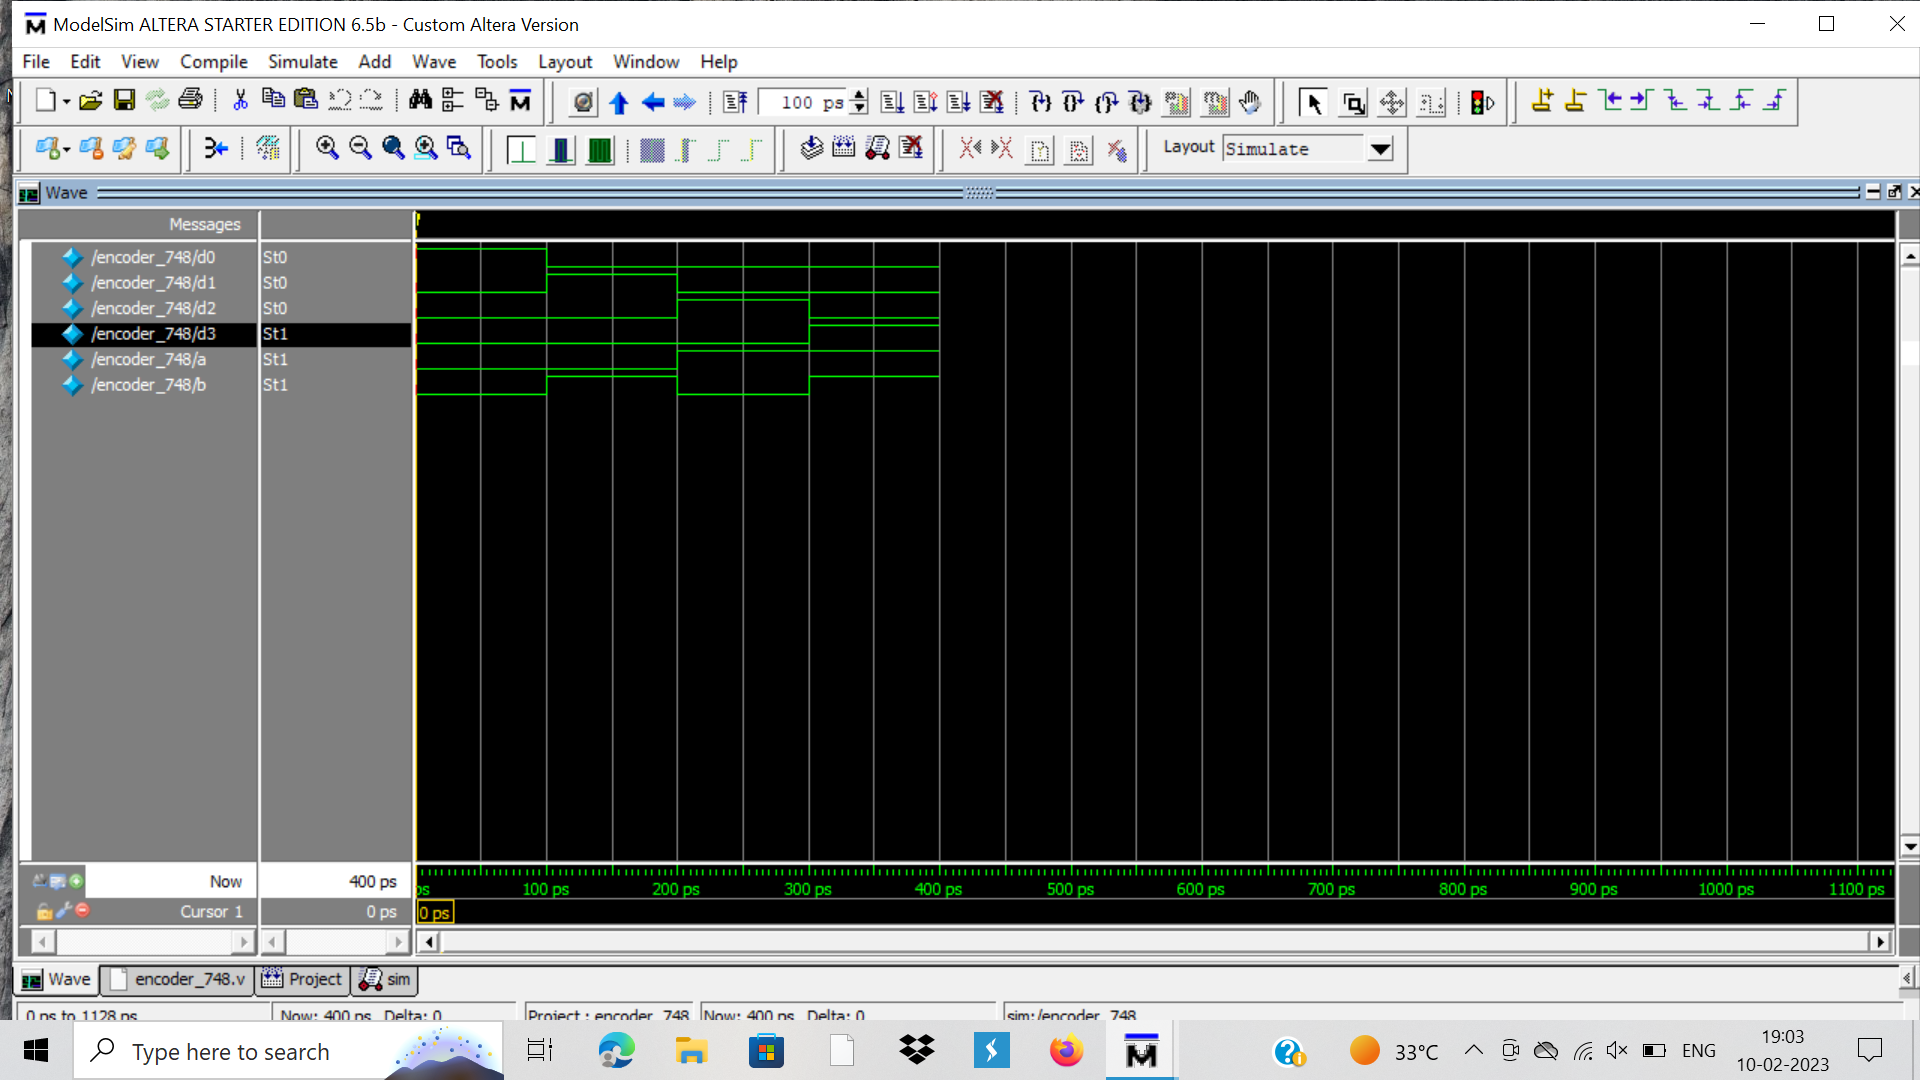 ModelSim ALTERA STARTER EDITION 6.5b - Custom Altera Version
File Edit View Compile Simulate Add Wave Tools Layout Window Help
100 ps
Layout Simulate
Wave
Messages
/encoder_748/d0 St0
/encoder_748/d1 St0
/encoder_748/d2 St0
/encoder_748/d3 St1
/encoder_748/a St1
/encoder_748/b St1
Now 400 ps
ps 100 ps 200 ps 300 ps 400 ps 500 ps 600 ps 700 ps 800 ps 900 ps 1000 ps 1100 ps
Cursor 1 0 ps 0 ps
Wave encoder_748.v Project sim
0 ps to 1128 ps Now: 400 ps Delta: 0 Project : encoder_748 Now: 400 ps Delta: 0 sim:/encoder_748
Type here to search 33°C ENG 19:03
10-02-2023